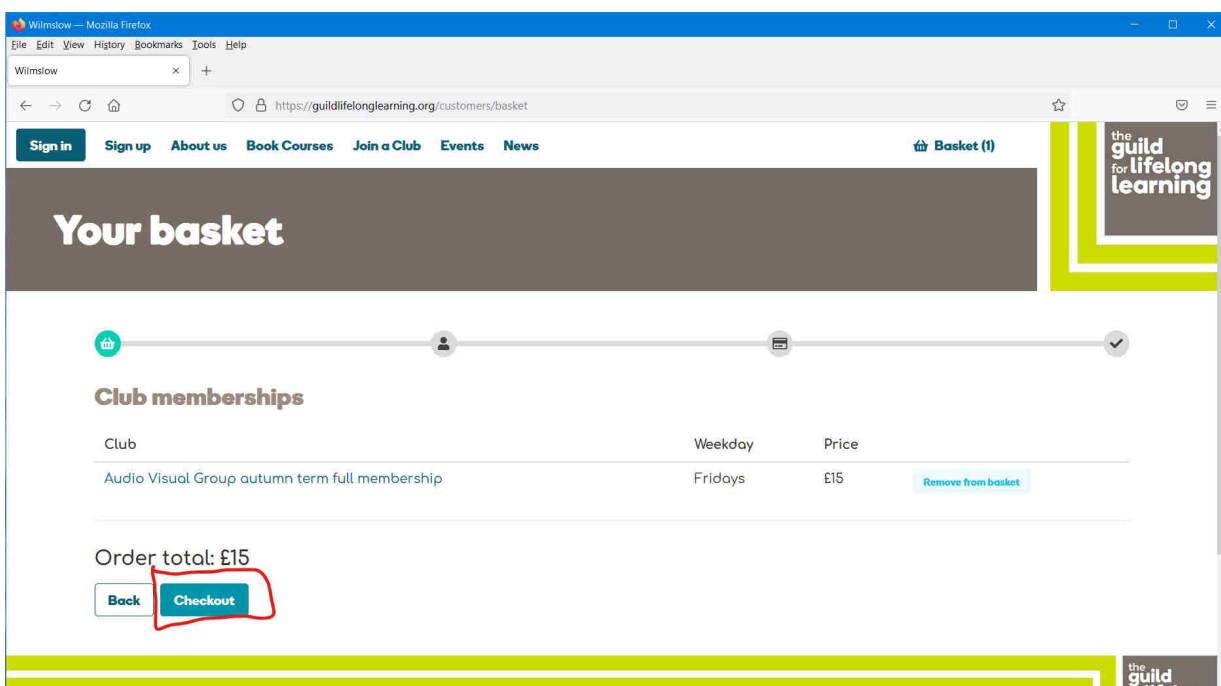 Wilmslow — Mozilla Firefox
File Edit View History Bookmarks Tools Help
Wilmslow
https://guildlifelonglearning.org/customers/basket
Sign in Sign up About us Book Courses Join a Club Events News Basket (1)
the
guild
for lifelong
learning
Your basket
Club memberships
Club Weekday Price
Audio Visual Group autumn term full membership Fridays £15 Remove from basket
Order total: £15
Back Checkout
the
guild